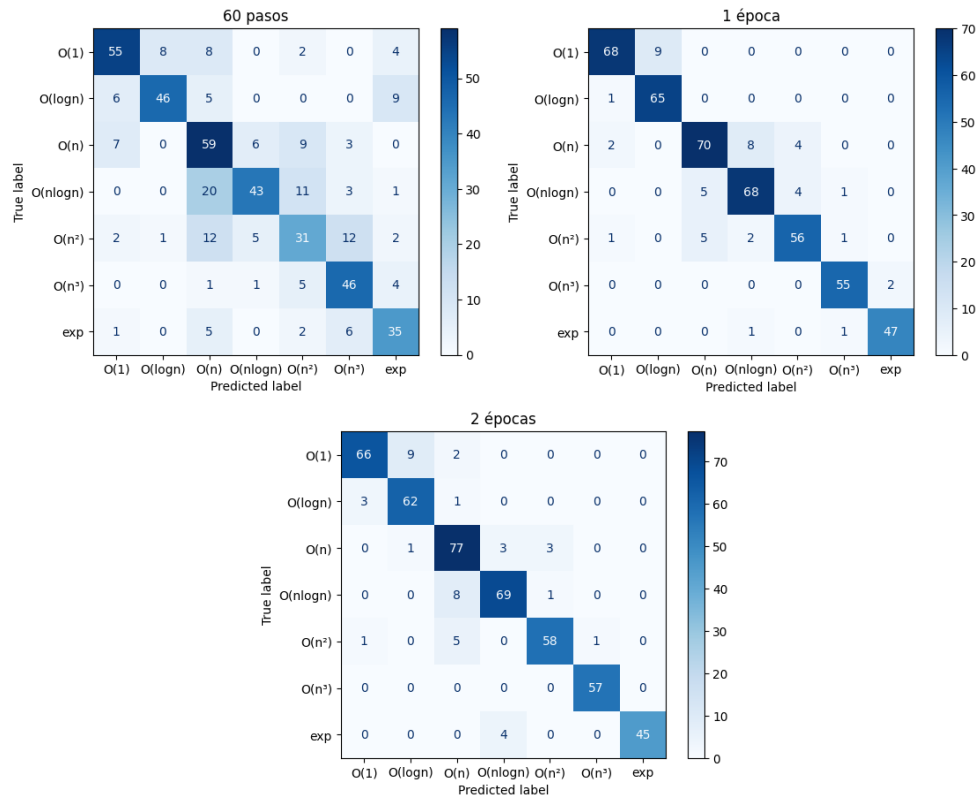 60 pasos
O(1) 55 8 8 0 2 0 4
O(logn) 6 46 5 0 0 0 9
O(n) 7 0 59 6 9 3 0
O(nlogn) 0 0 20 43 11 3 1
O(n²) 2 1 12 5 31 12 2
O(n³) 0 0 1 1 5 46 4
exp 1 0 5 0 2 6 35
O(1) O(logn) O(n) O(nlogn) O(n²) O(n³) exp
Predicted label
True label
50
40
30
20
10
0
1 época
O(1) 68 9 0 0 0 0 0
O(logn) 1 65 0 0 0 0 0
O(n) 2 0 70 8 4 0 0
O(nlogn) 0 0 5 68 4 1 0
O(n²) 1 0 5 2 56 1 0
O(n³) 0 0 0 0 0 55 2
exp 0 0 0 1 0 1 47
O(1) O(logn) O(n) O(nlogn) O(n²) O(n³) exp
Predicted label
True label
70
60
50
40
30
20
10
0
2 épocas
O(1) 66 9 2 0 0 0 0
O(logn) 3 62 1 0 0 0 0
O(n) 0 1 77 3 3 0 0
O(nlogn) 0 0 8 69 1 0 0
O(n²) 1 0 5 0 58 1 0
O(n³) 0 0 0 0 0 57 0
exp 0 0 0 4 0 0 45
O(1) O(logn) O(n) O(nlogn) O(n²) O(n³) exp
Predicted label
True label
70
60
50
40
30
20
10
0